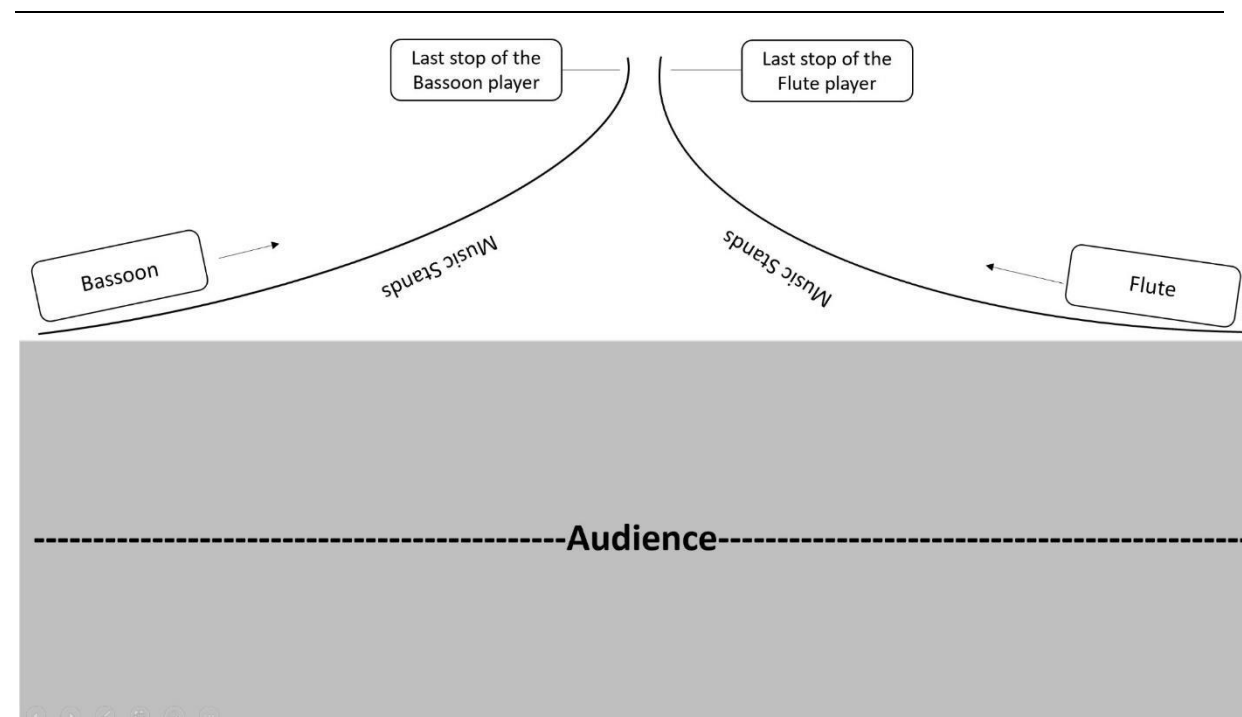 Last stop of the
Bassoon player
Last stop of the
Flute player
Bassoon
Music Stands
Music Stands
Flute
------------------------------------------Audience------------------------------------------